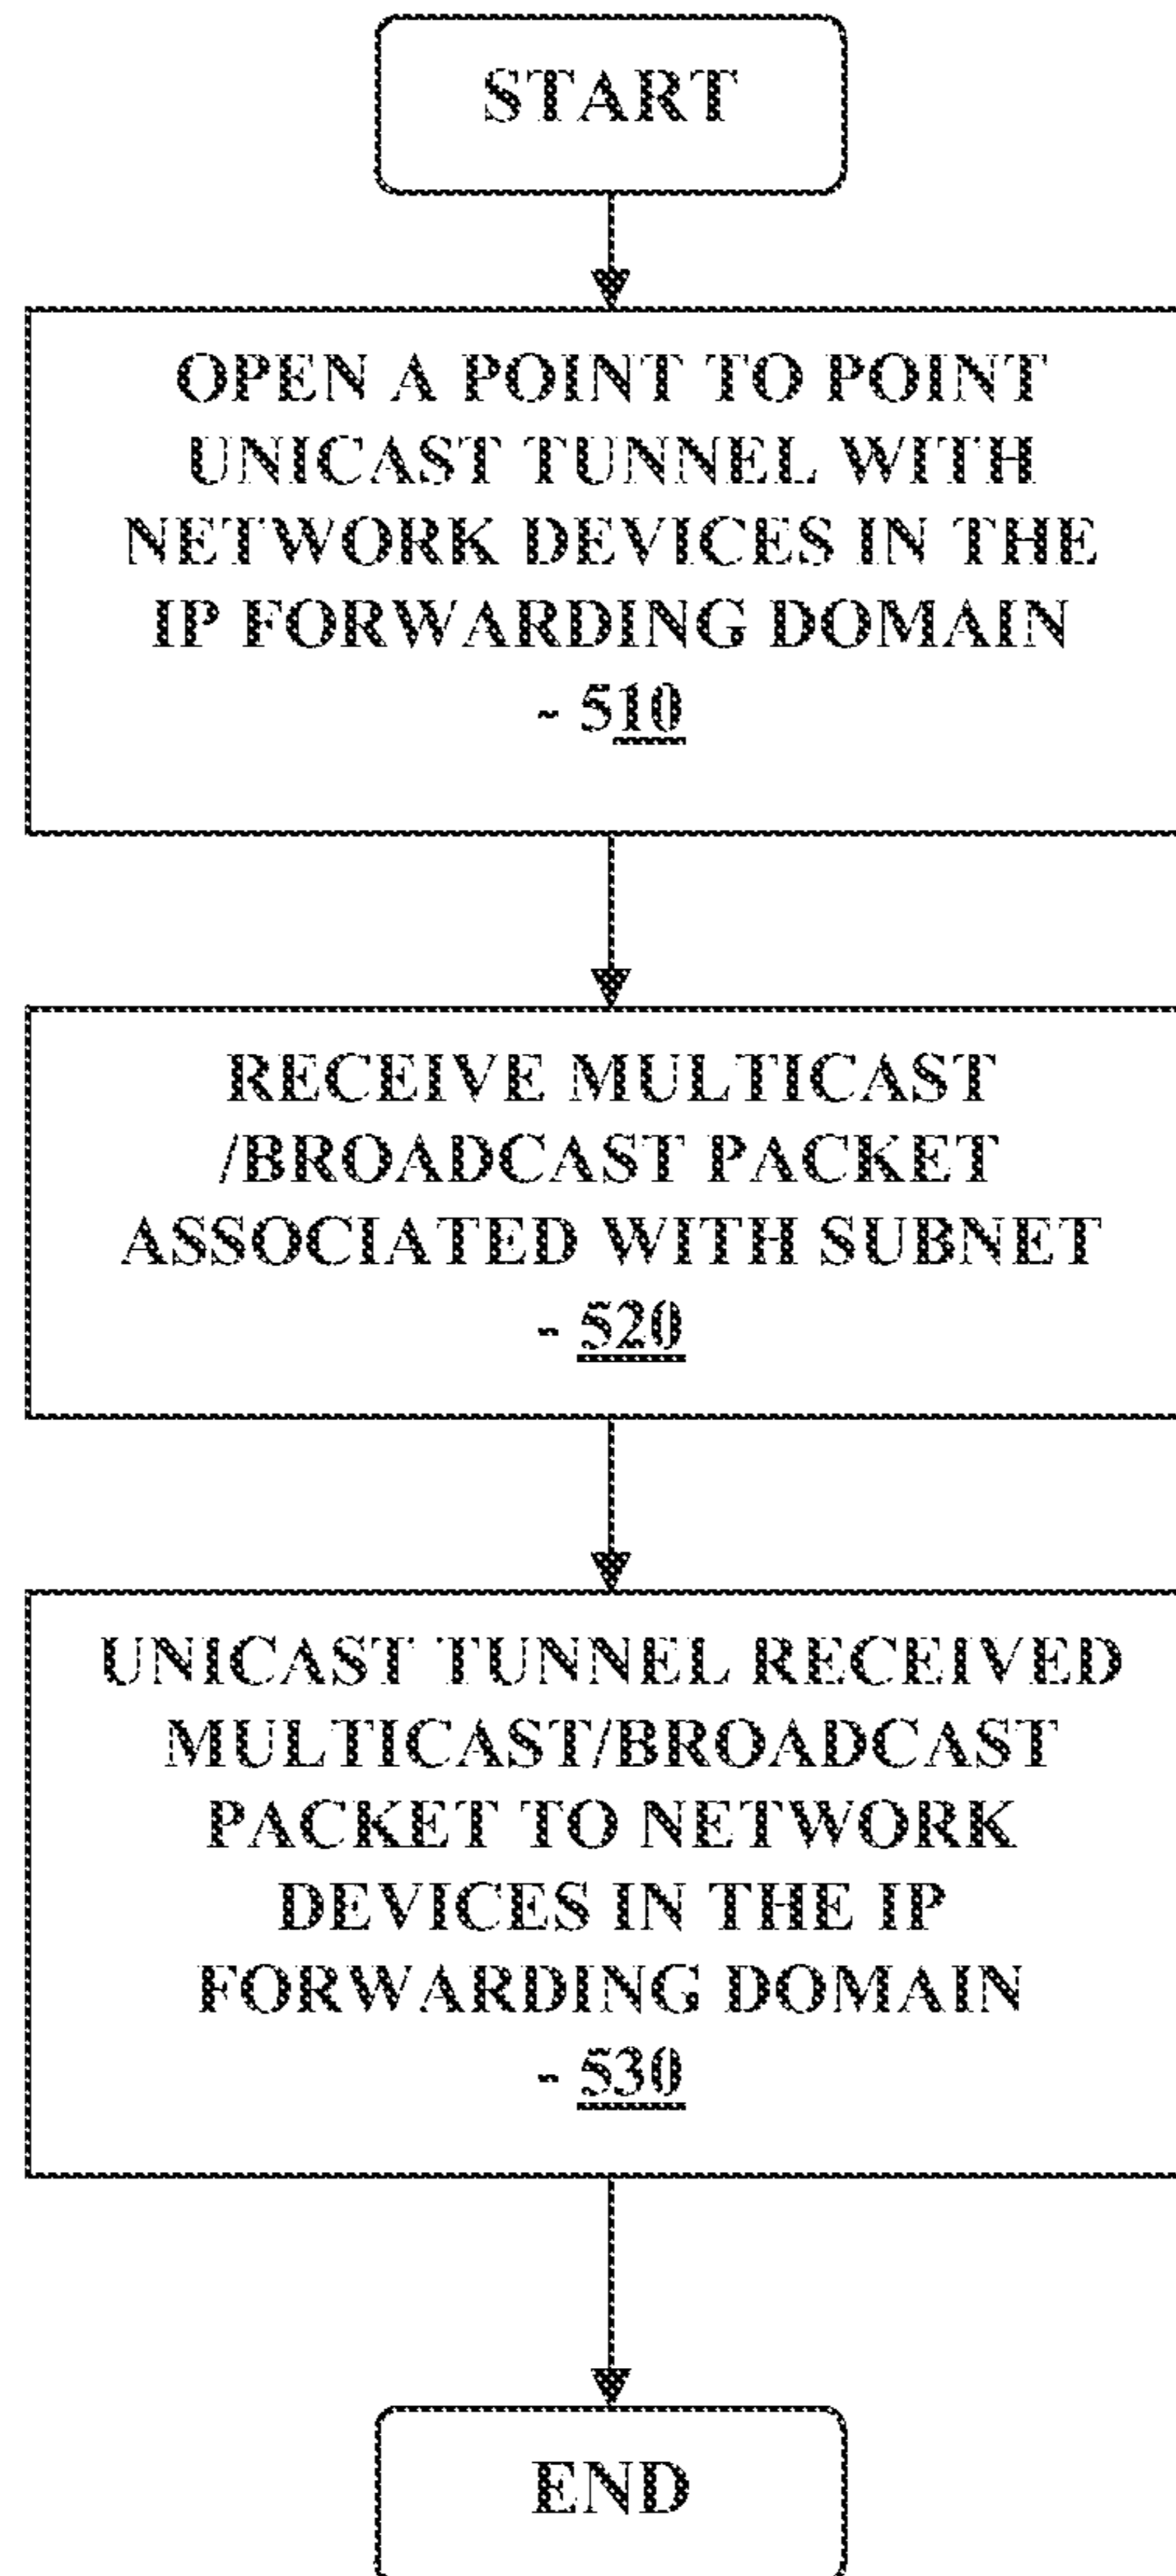 START
OPEN A POINT TO POINT
UNICAST TUNNEL WITH
NETWORK DEVICES IN THE
IP FORWARDING DOMAIN
- 510
RECEIVE MULTICAST
/BROADCAST PACKET
ASSOCIATED WITH SUBNET
- 520
UNICAST TUNNEL RECEIVED
MULTICAST/BROADCAST
PACKET TO NETWORK
DEVICES IN THE IP
FORWARDING DOMAIN
- 530
END